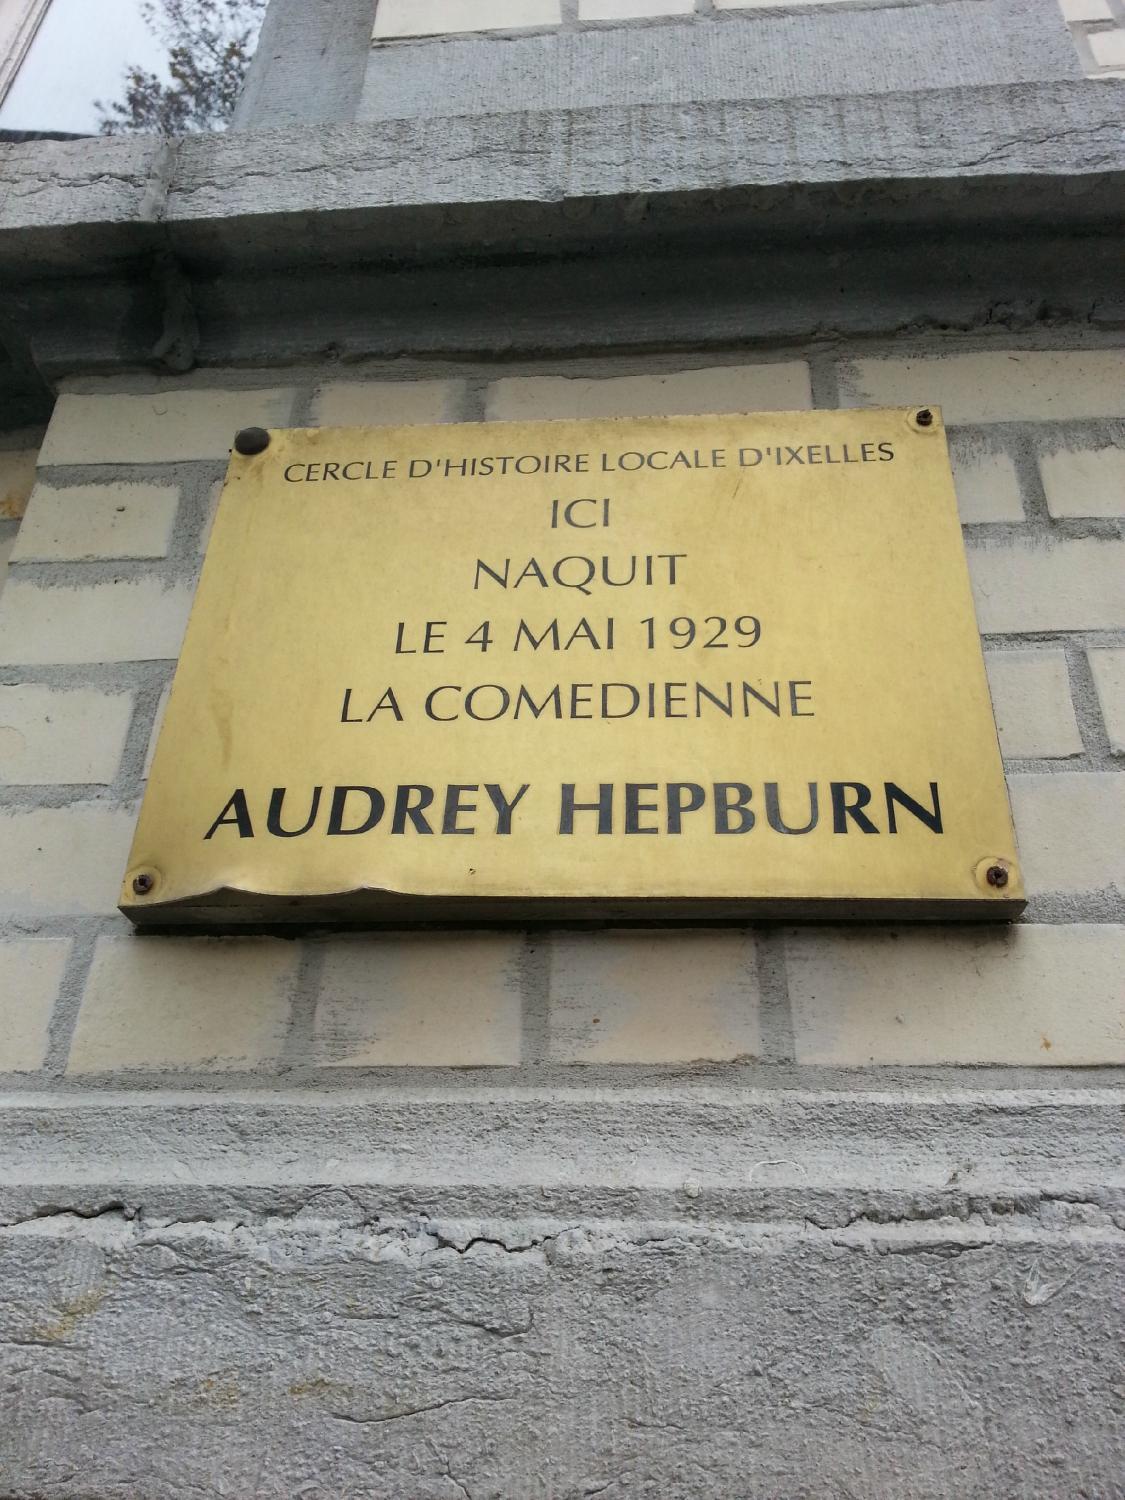 CERCLE D'HISTOIRE LOCALE D'IXELLES
ICI
NAQUIT
LE 4 MAI 1929
LA COMEDIENNE
AUDREY HEPBURN